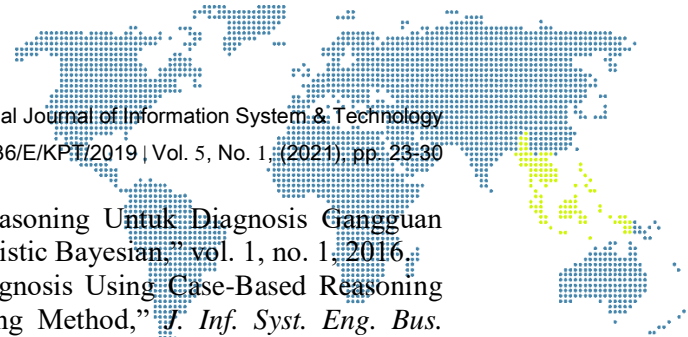 al Journal of Information System & Technology
36/E/KPT/2019 | Vol. 5, No. 1, (2021), pp. 23-30
easoning Untuk Diagnosis Gangguan
istic Bayesian,” vol. 1, no. 1, 2016.
gnosis Using Case-Based Reasoning
ng Method,” J. Inf. Syst. Eng. Bus.